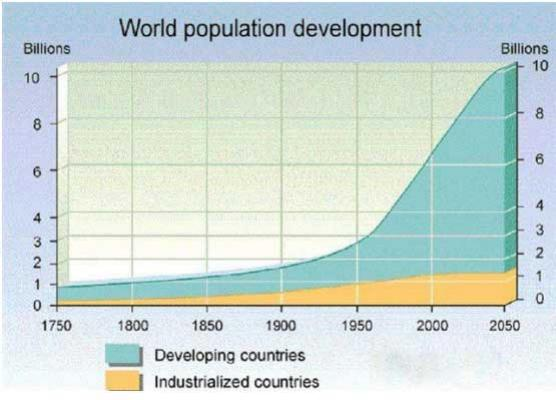 World population development
Billions Billions
10 10
8 8
6 6
4 4
3 3
2 2
1 1
0 0
1750 1800 1850 1900 1950 2000 2050
Developing countries
Industrialized countries